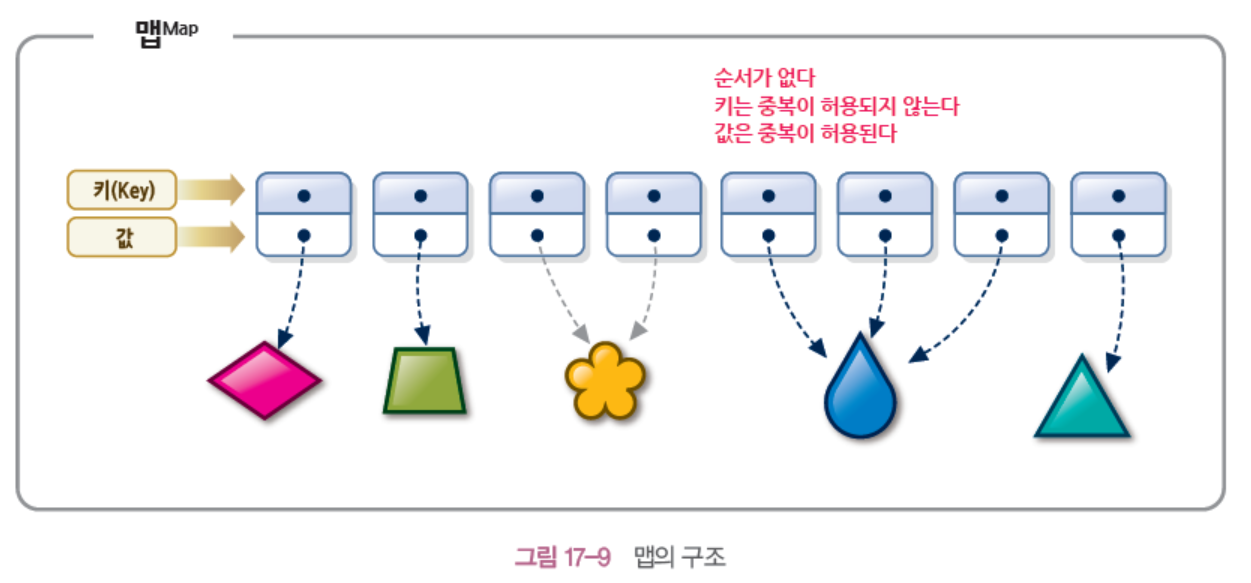 맵Map
순서가 없다
키는 중복이 허용되지 않는다
값은 중복이 허용된다
키(Key)
값
그림 17-9 맵의 구조